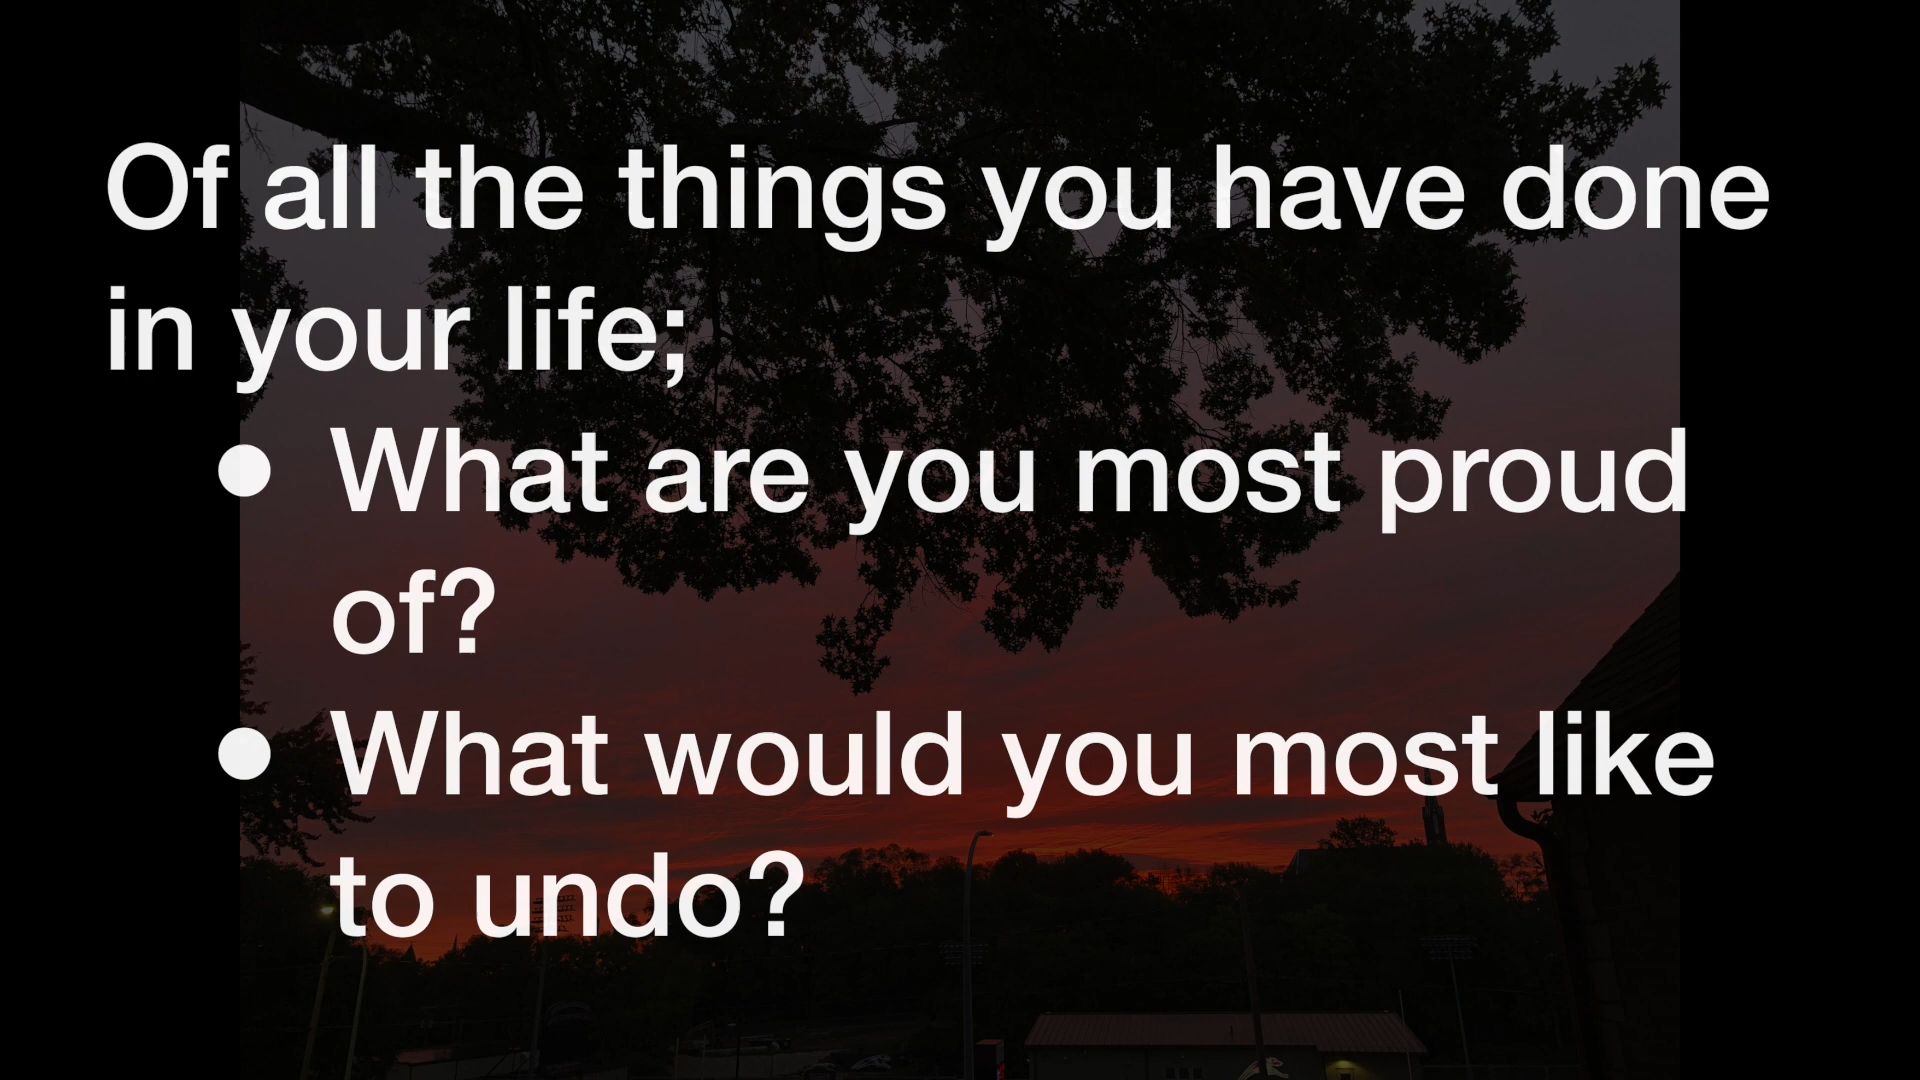 Of all the things you have done
in your life;
● What are you most proud
of?
● What would you most like
to undo?